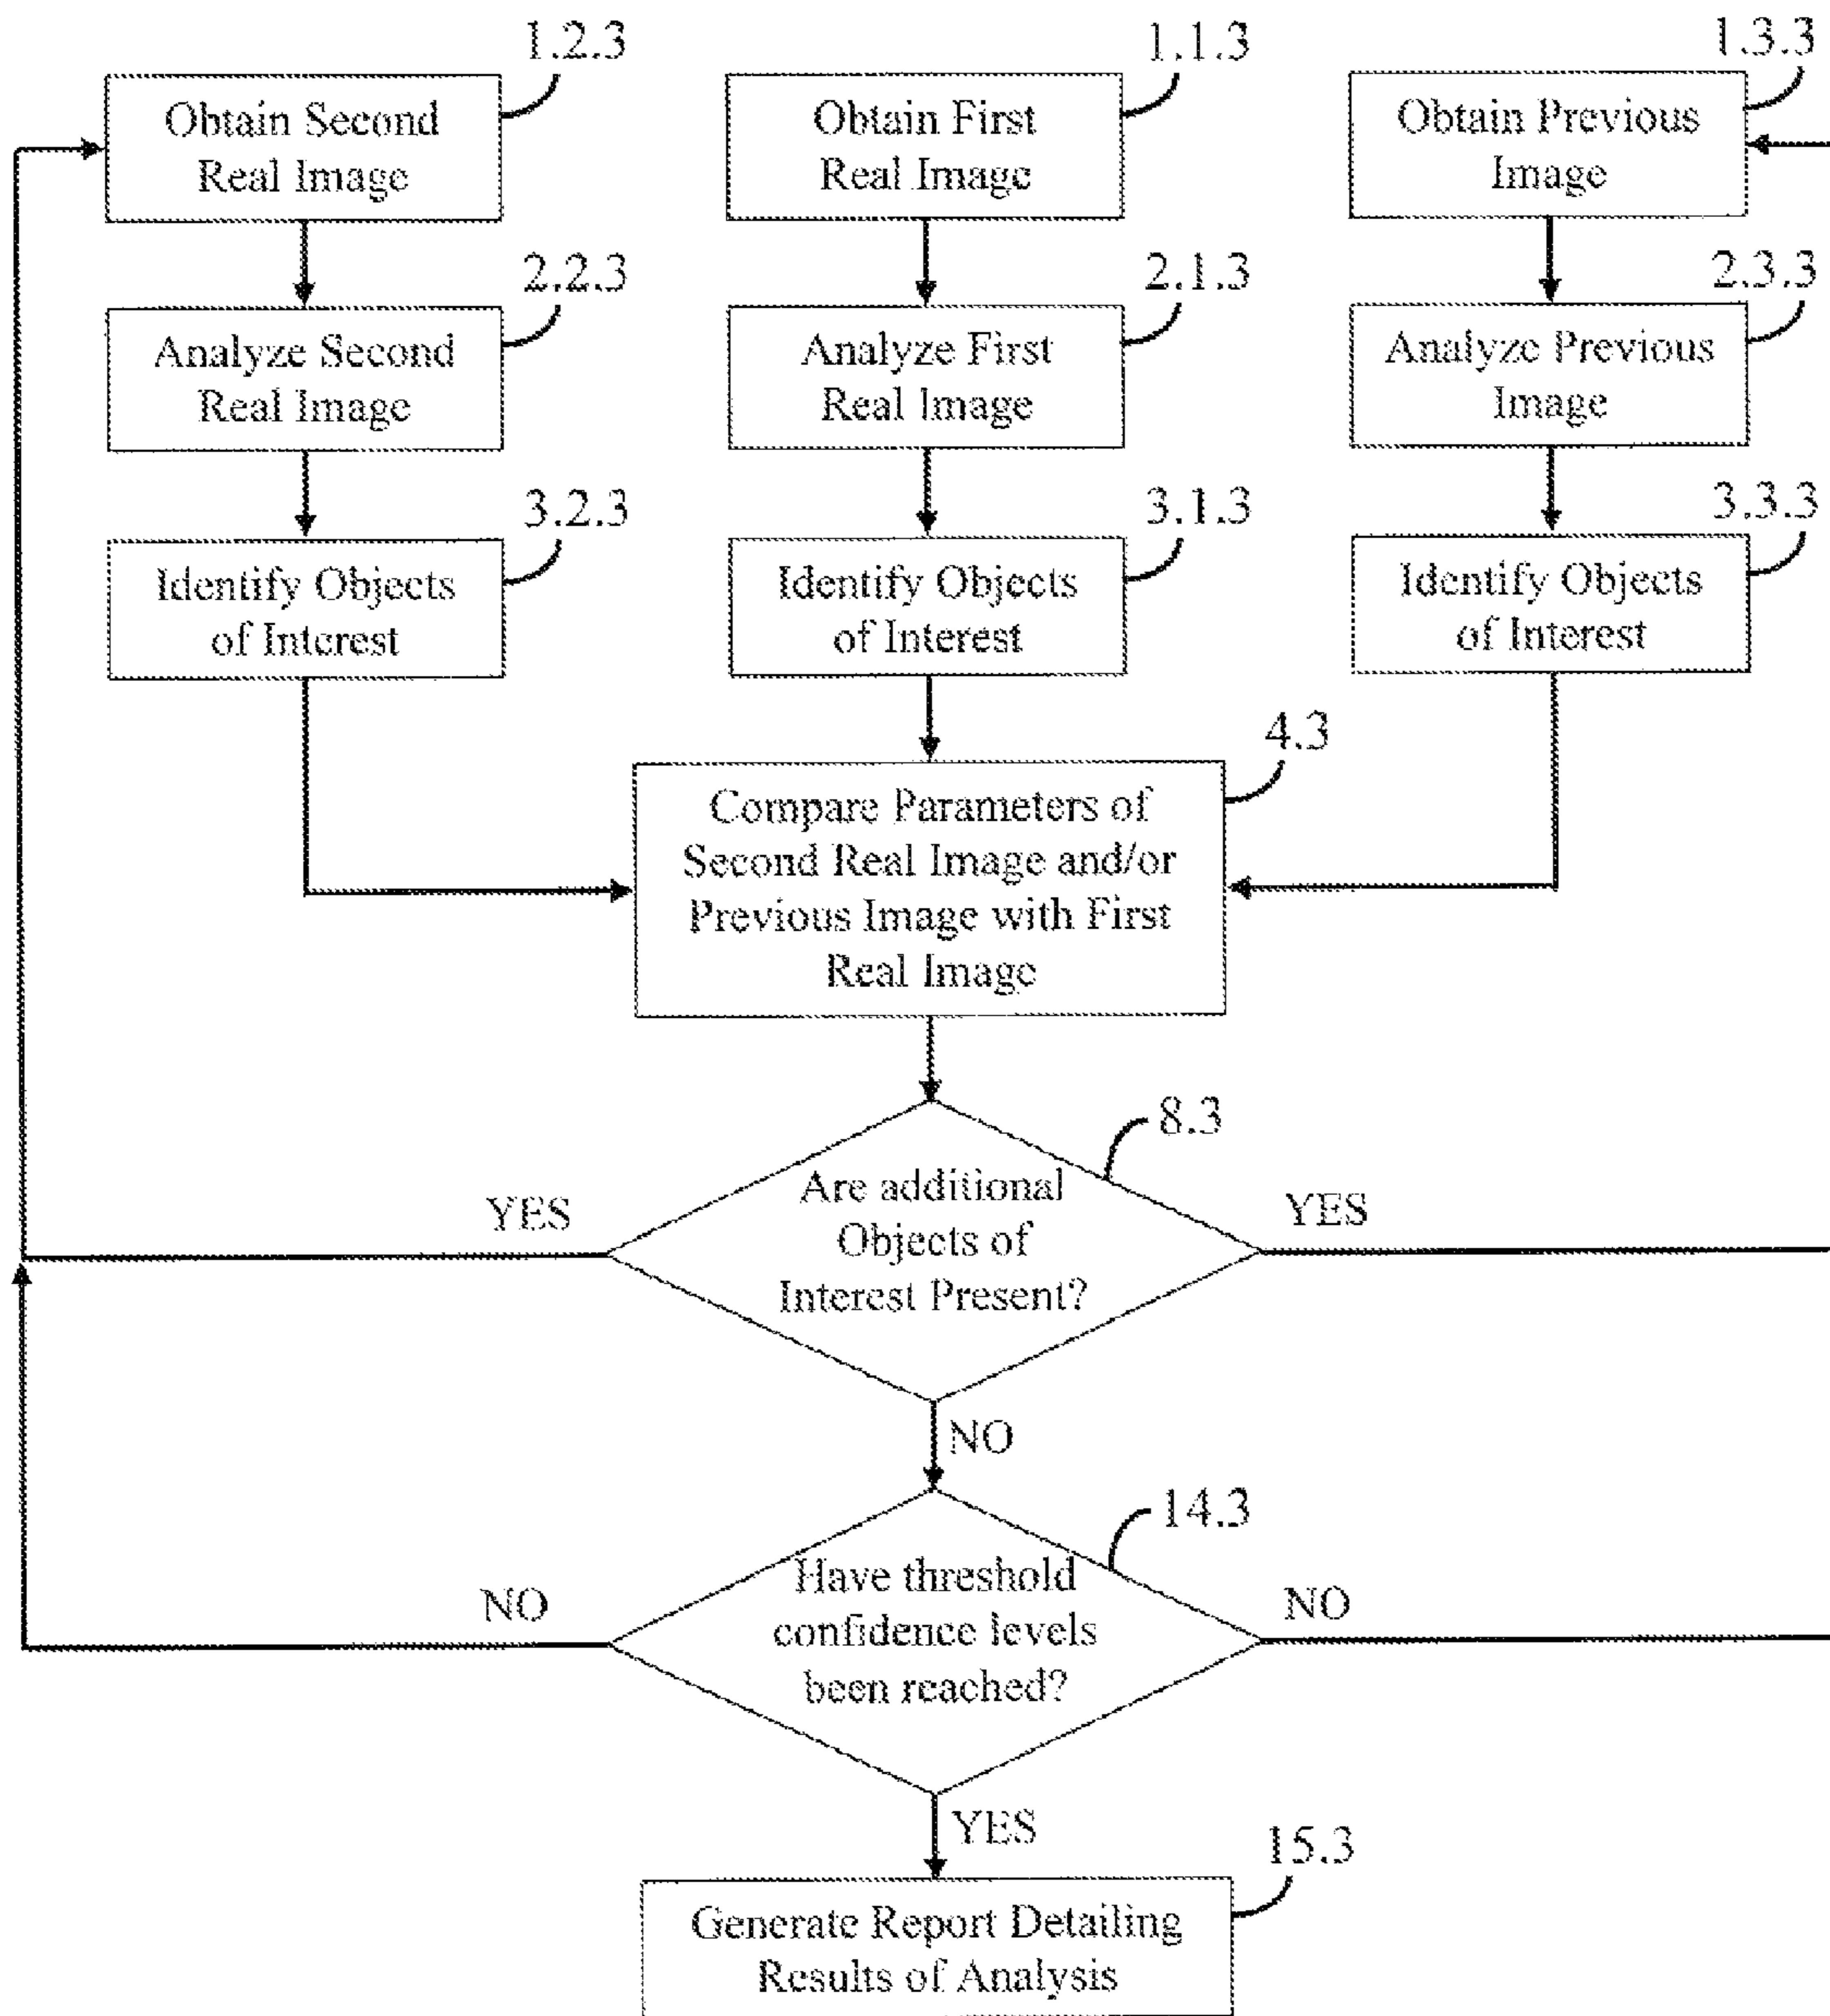 1.2.3
Obtain Second
Real Image
1.1.3
Obtain First
Real Image
1.3.3
Obtain Previous
Image
2.2.3
Analyze Second
Real Image
2.1.3
Analyze First
Real Image
2.3.3
Analyze Previous
Image
3.2.3
Identify Objects
of Interest
3.1.3
Identify Objects
of Interest
3.3.3
Identify Objects
of Interest
4.3
Compare Parameters of
Second Real Image and/or
Previous Image with First
Real Image
8.3
Are additional
Objects of
Interest Present?
YES
YES
NO
14.3
Have threshold
confidence levels
been reached?
NO
NO
YES
15.3
Generate Report Detailing
Results of Analysis